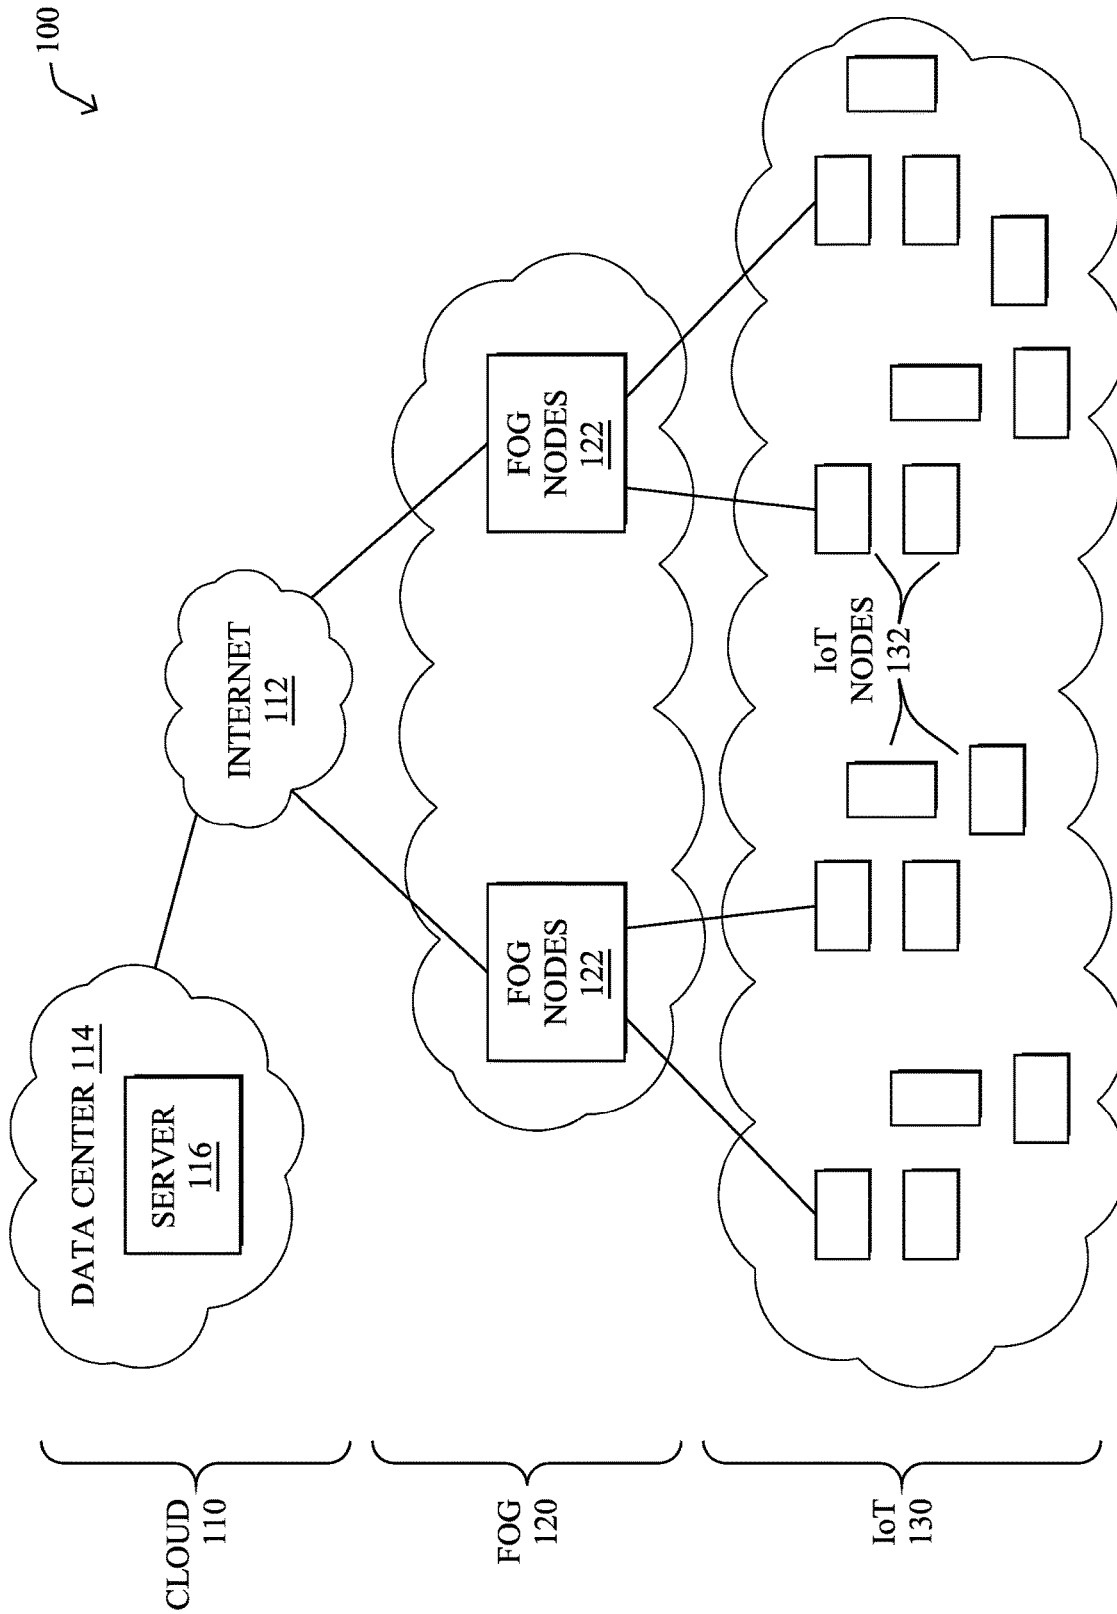 100
CLOUD
110
DATA CENTER 114
SERVER
116
INTERNET
112
FOG
120
FOG
NODES
122
FOG
NODES
122
IoT
130
IoT
NODES
132